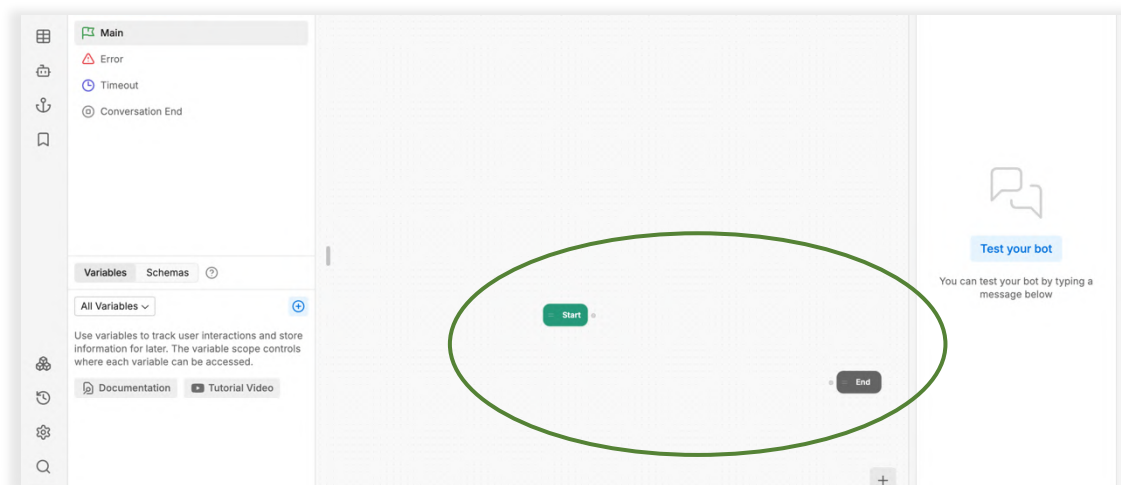 Main
Error
Timeout
Conversation End
Variables Schemas
All Variables
Use variables to track user interactions and store
information for later. The variable scope controls
where each variable can be accessed.
Documentation Tutorial Video
Start
End
Test your bot
You can test your bot by typing a
message below